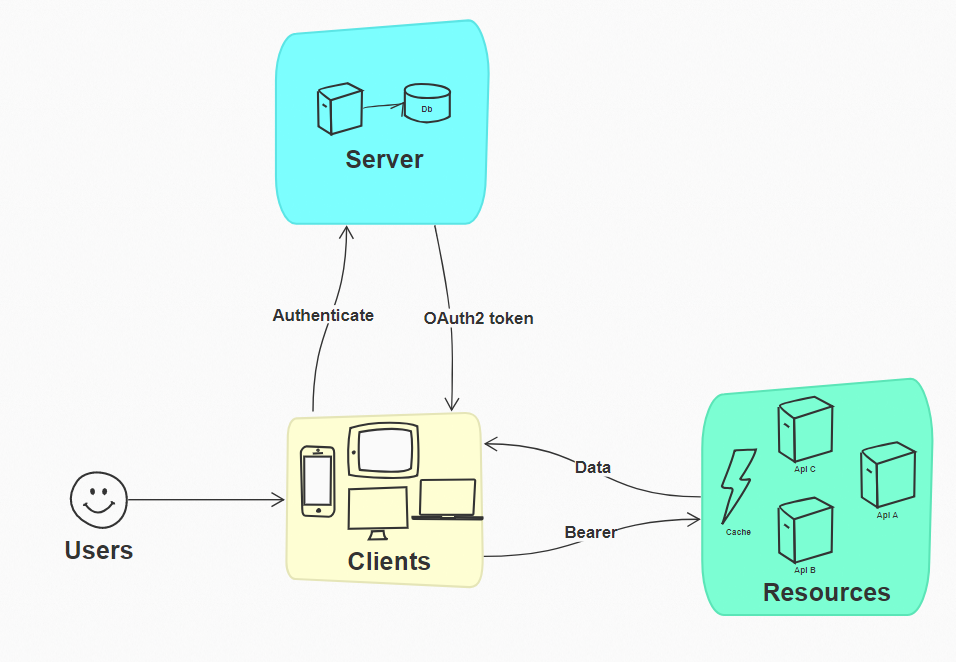 Db
Server
Authenticate
OAuth2 token
Api C
Data
Api A
Cache
Bearer
Users
Clients
Api B
Resources